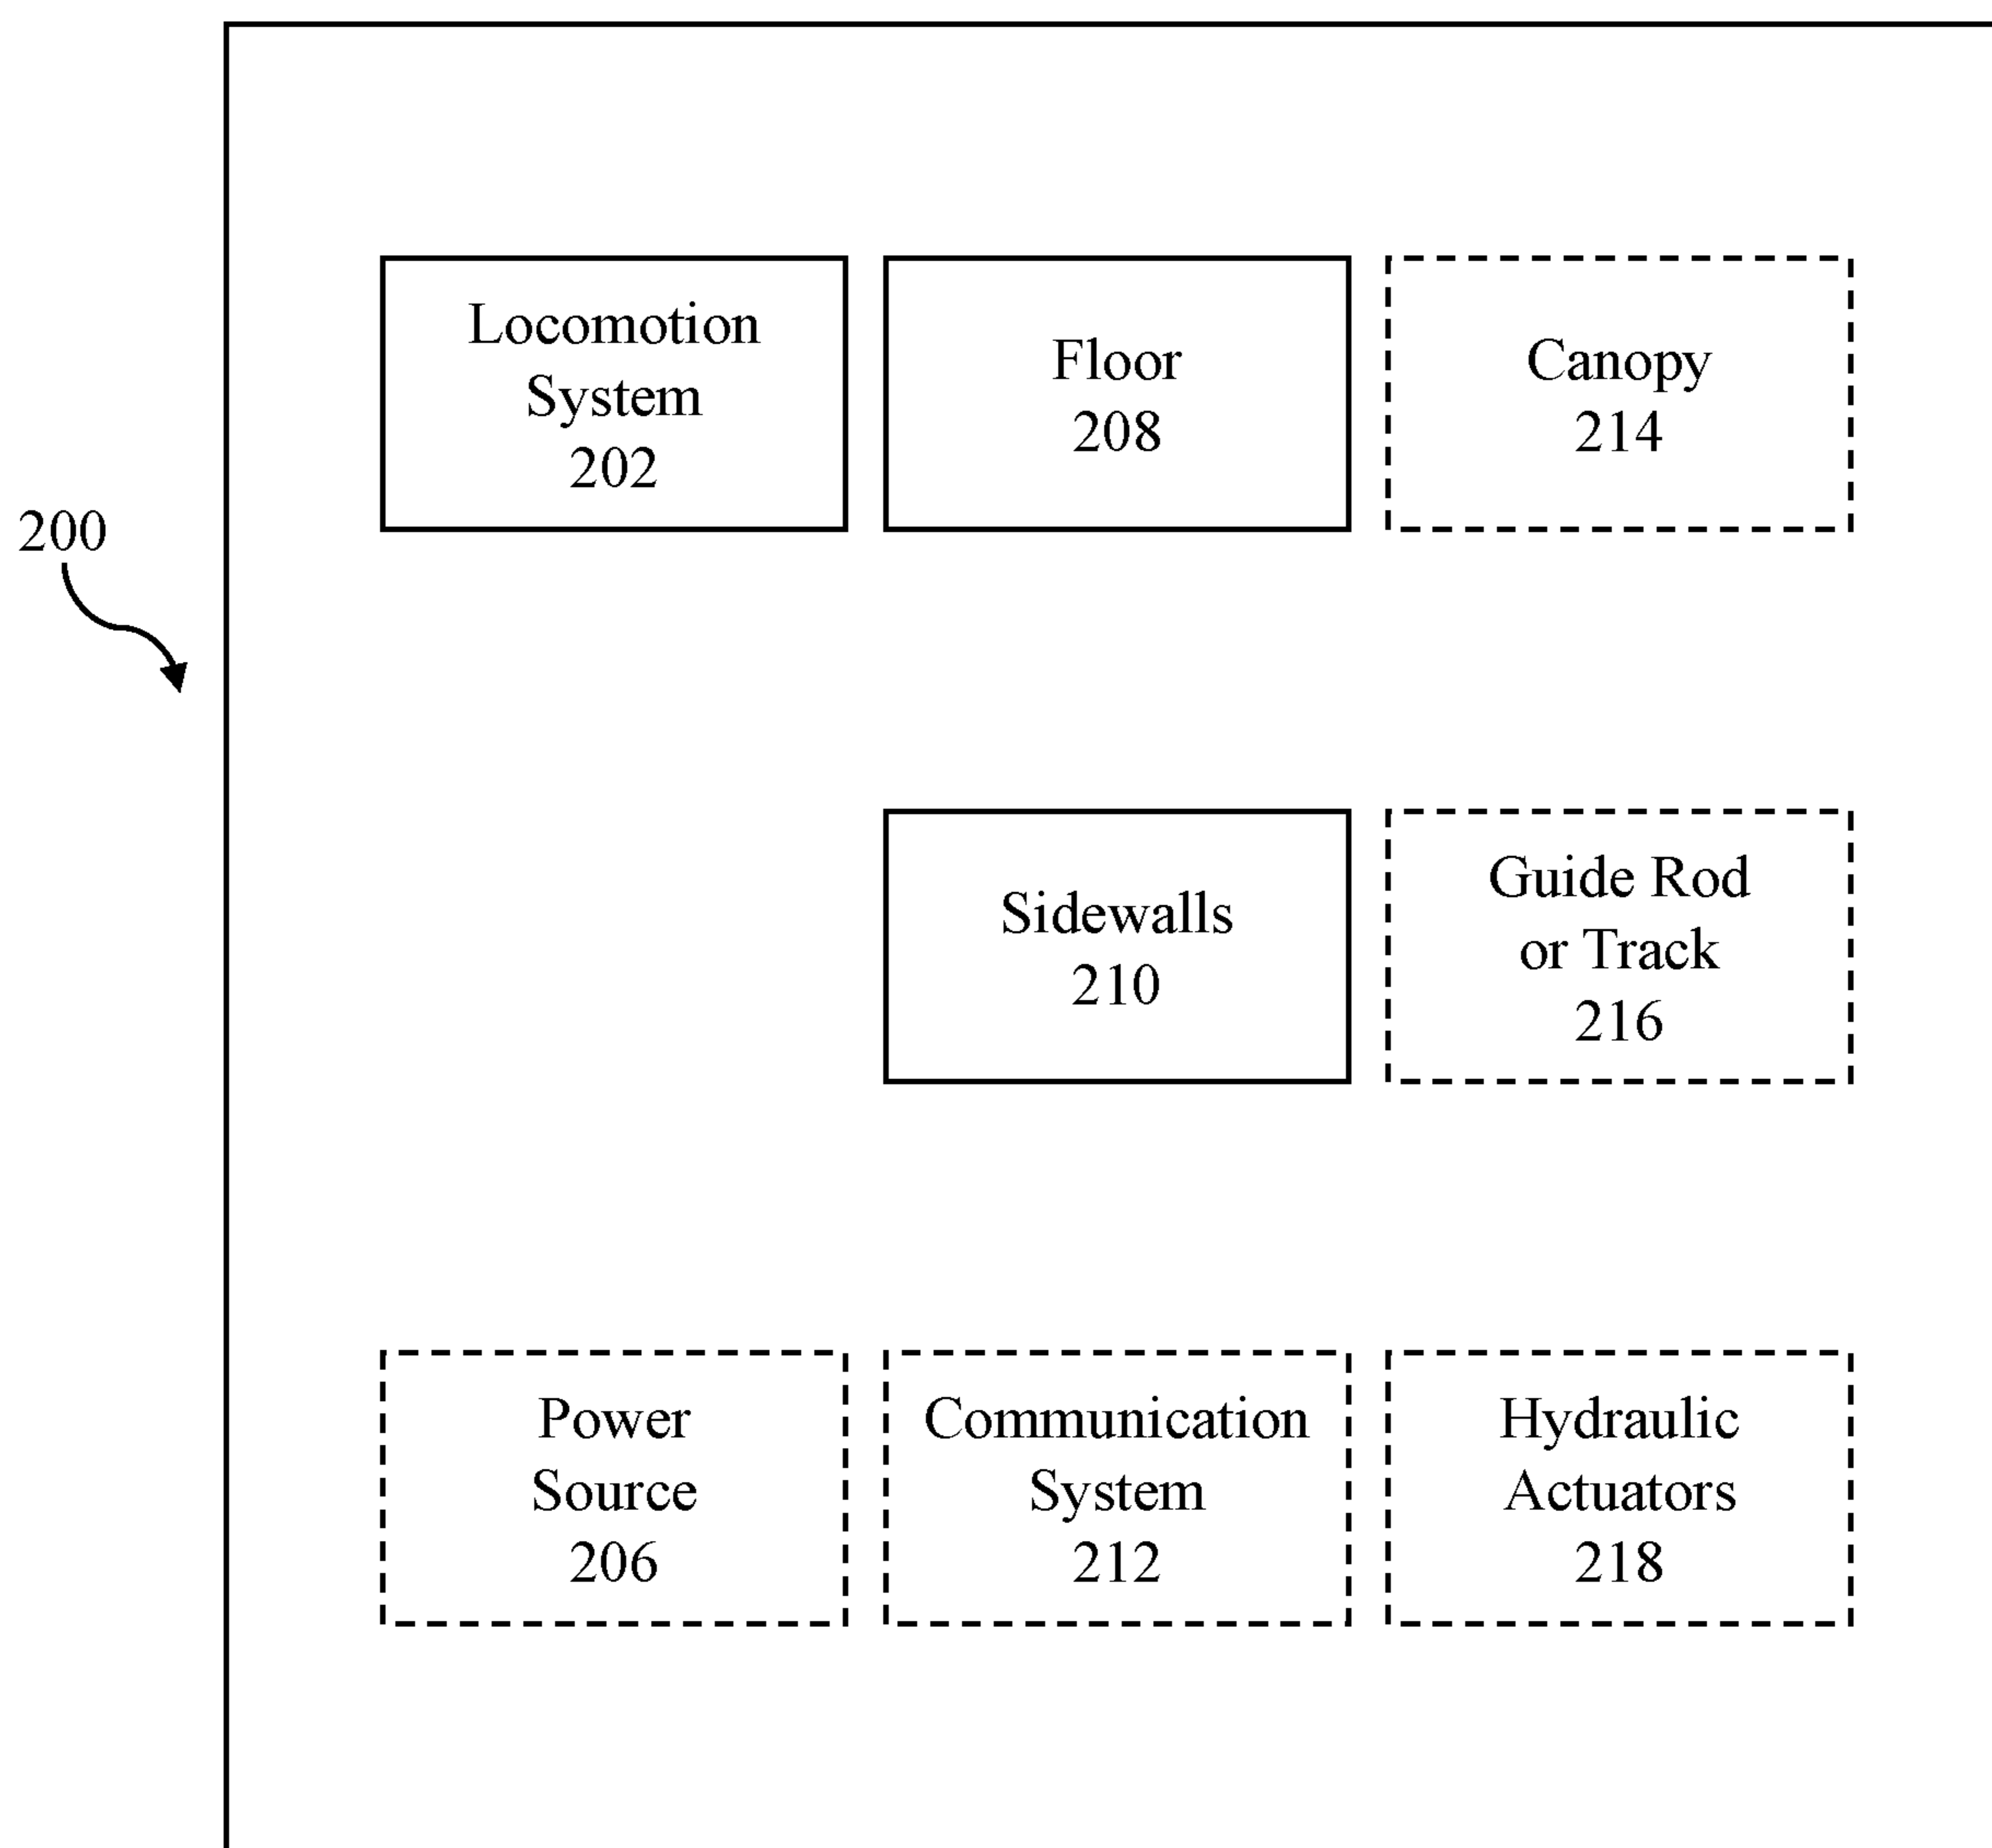 Locomotion
System
202
Floor
208
Canopy
214
200
Sidewalls
210
Guide Rod
or Track
216
Power
Source
206
Communication
System
212
Hydraulic
Actuators
218